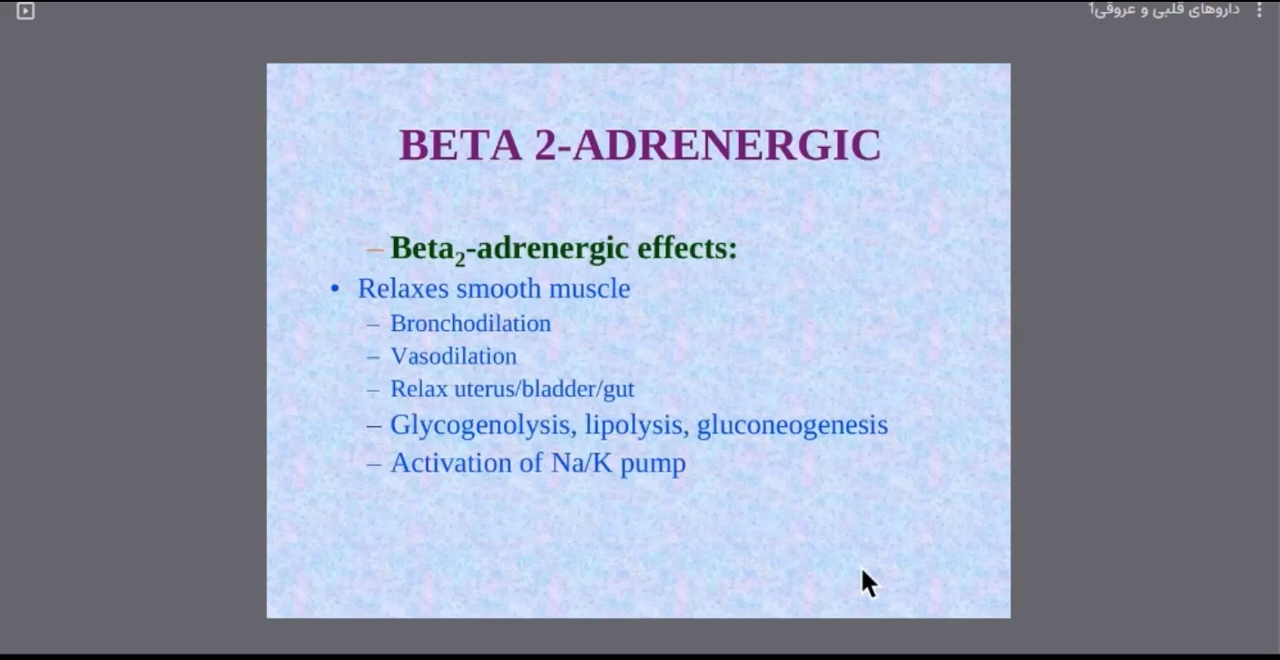 داروهای قلبی و عروقی1
BETA 2-ADRENERGIC
– Beta₂-adrenergic effects:
• Relaxes smooth muscle
– Bronchodilation
– Vasodilation
– Relax uterus/bladder/gut
– Glycogenolysis, lipolysis, gluconeogenesis
– Activation of Na/K pump